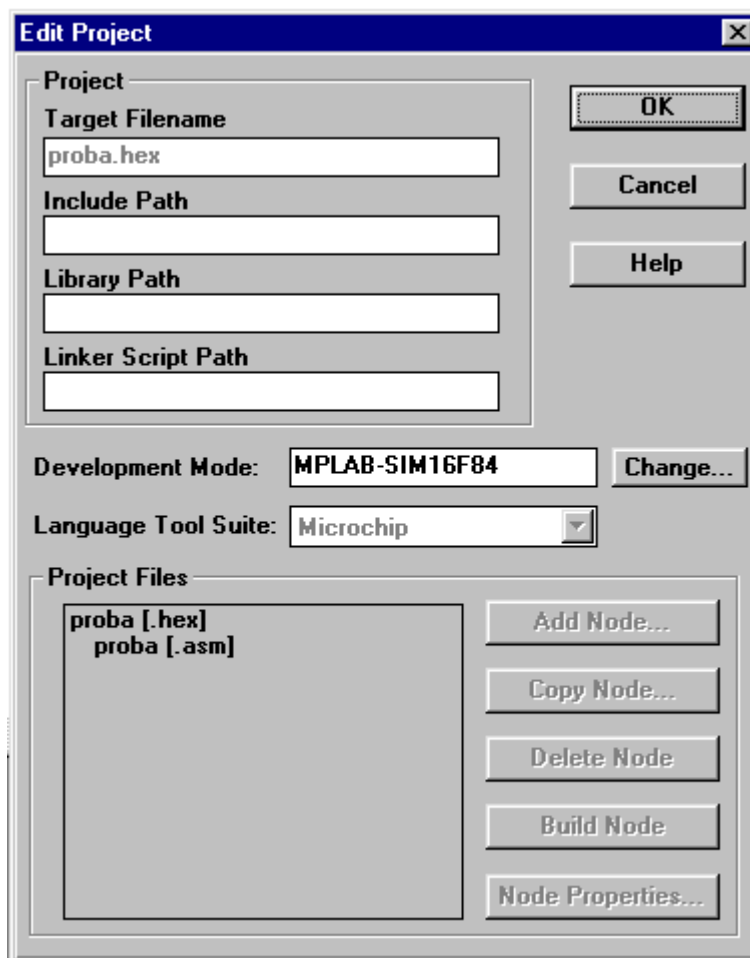 Edit Project
Project
Target Filename
proba.hex
Include Path
Library Path
Linker Script Path
OK
Cancel
Help
Development Mode: MPLAB-SIM16F84 Change...
Language Tool Suite: Microchip
Project Files
proba [.hex]
proba [.asm]
Add Node...
Copy Node...
Delete Node
Build Node
Node Properties...